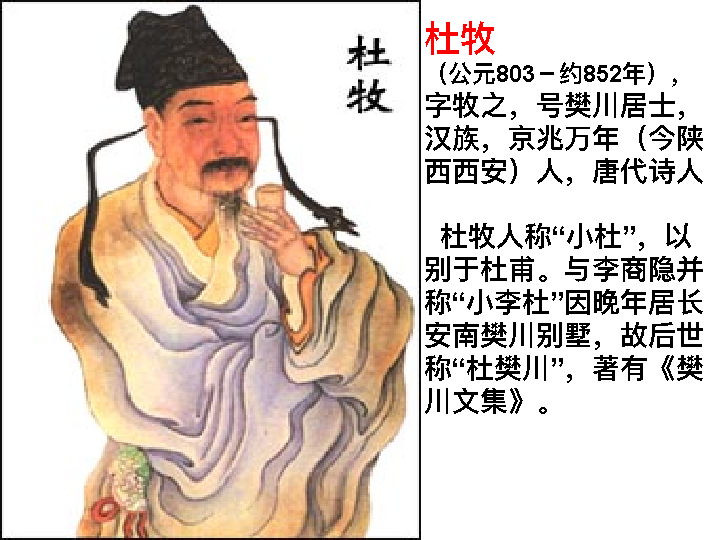 杜
牧
杜牧
（公元803－约852年），
字牧之，号樊川居士，
汉族，京兆万年（今陕
西西安）人，唐代诗人
杜牧人称“小杜”，以
别于杜甫。与李商隐并
称“小李杜”因晚年居长
安南樊川别墅，故后世
称“杜樊川”，著有《樊
川文集》。